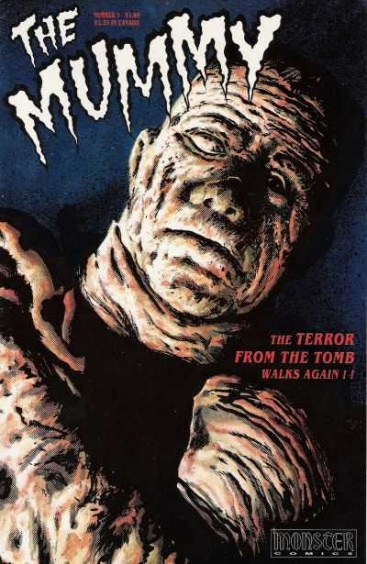 THE
MUMMY
THE TERROR
FROM THE TOMB
WALKS AGAIN !!
MONSTER
COMICS